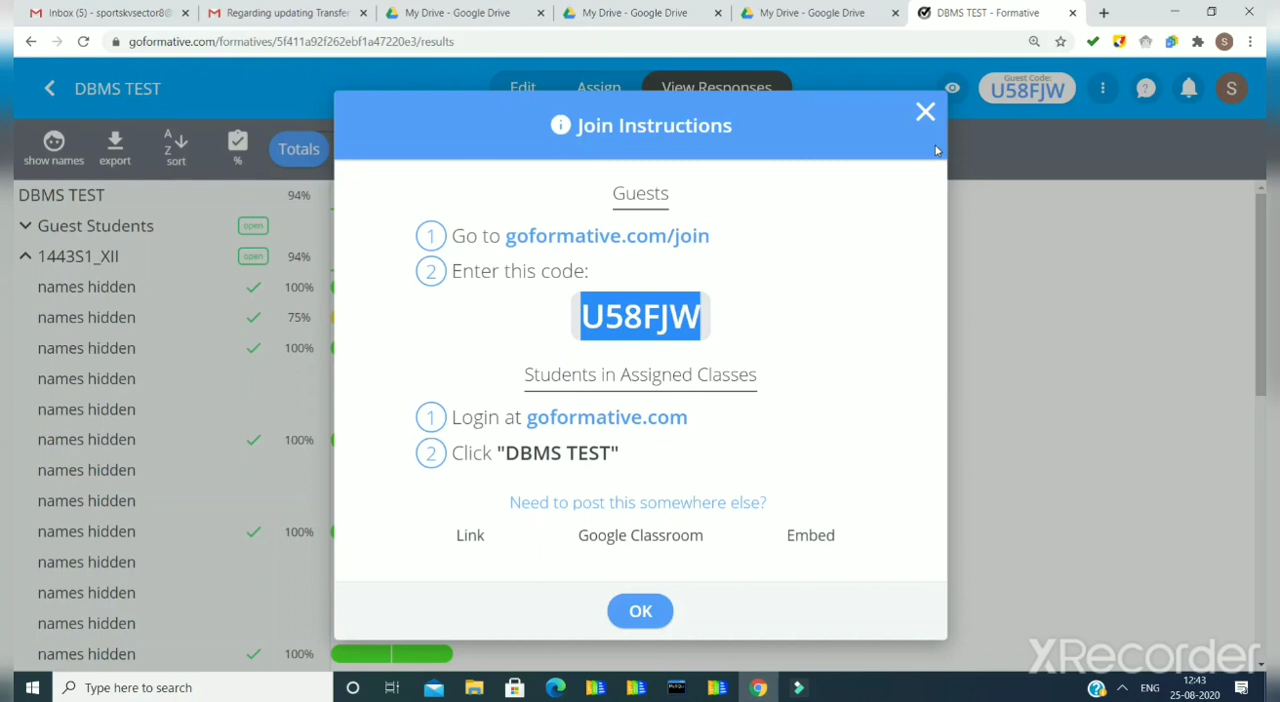 Inbox (5) - sportskvsector8@
Regarding updating Transfer
My Drive - Google Drive
My Drive - Google Drive
My Drive - Google Drive
DBMS TEST - Formative
goformative.com/formatives/5f411a92f262ebf1a47220e3/results
S
DBMS TEST
Edit
Assign
View Responses
Guest Code:
U58FJW
S
show names
export
A
Z
sort
%
Totals
DBMS TEST 94%
Guest Students open
1443S1_XII open 94%
names hidden 100%
names hidden 75%
names hidden 100%
names hidden
names hidden
names hidden 100%
names hidden
names hidden
names hidden 100%
names hidden
names hidden
names hidden
names hidden 100%
Join Instructions
Guests
1 Go to goformative.com/join
2 Enter this code:
U58FJW
Students in Assigned Classes
1 Login at goformative.com
2 Click "DBMS TEST"
Need to post this somewhere else?
Link Google Classroom Embed
OK
XRecorder
Type here to search
ENG
12:43
25-08-2020